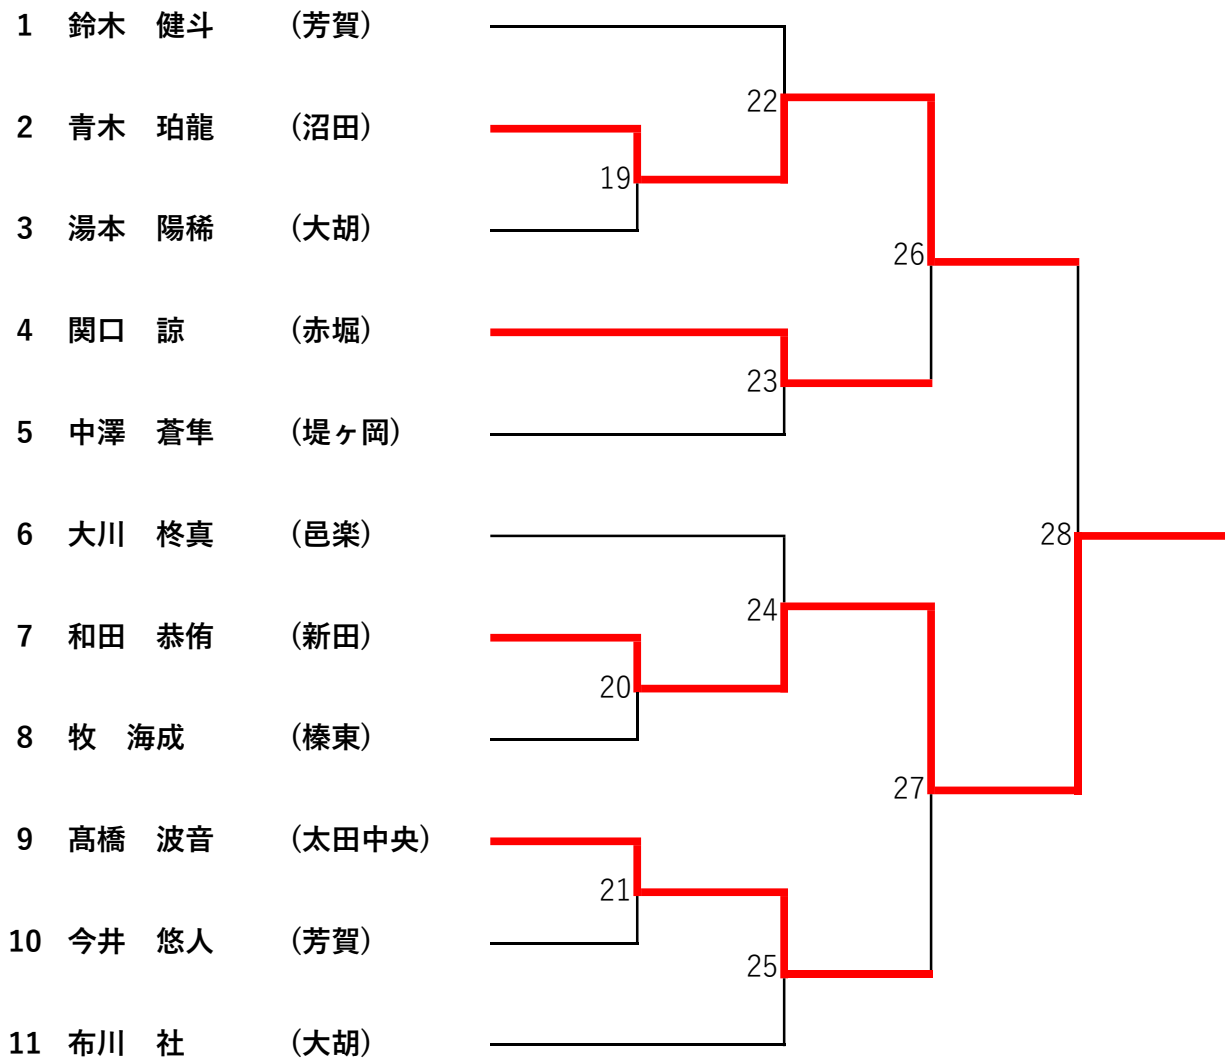 1 鈴木 健斗 (芳賀)
22
2 青木 珀龍 (沼田)
19
3 湯本 陽稀 (大胡)
26
4 関口 諒 (赤堀)
23
5 中澤 蒼隼 (堤ヶ岡)
6 大川 柊真 (邑楽)
28
24
7 和田 恭侑 (新田)
20
8 牧 海成 (榛東)
27
9 髙橋 波音 (太田中央)
21
10 今井 悠人 (芳賀)
25
11 布川 社 (大胡)